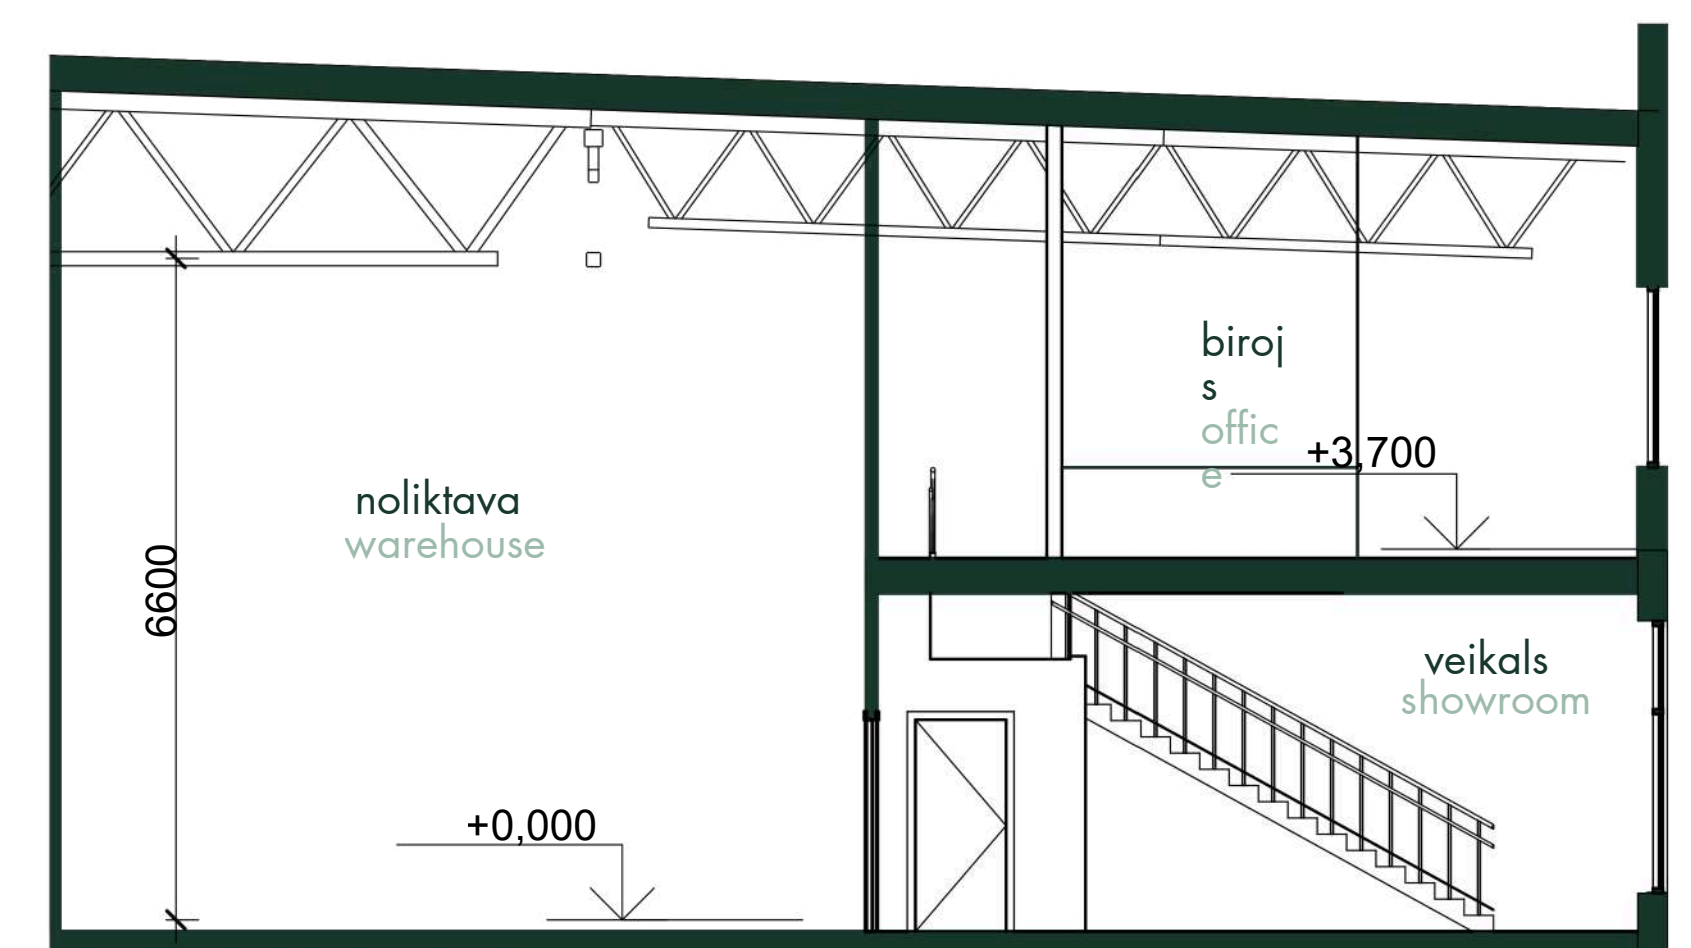 biroj
s
offic
e
+3,700
noliktava
warehouse
6600
veikals
showroom
+0,000